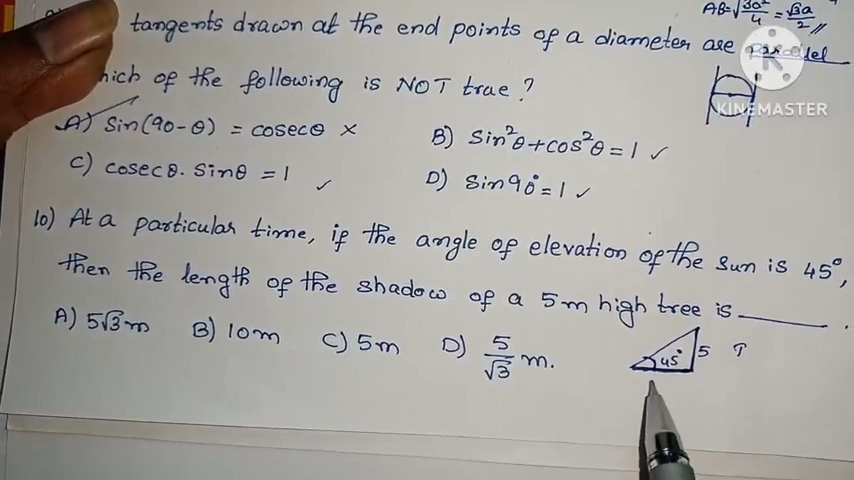 AB=√3a²/4 = √3a/2 //
tangents drawn at the end points of a diameter are parallel
hich of the following is NOT true?
A) sin(90-θ) = cosecθ ×
B) sin²θ+cos²θ=1 ✓
C) cosecθ. sinθ =1 ✓
D) sin90°=1 ✓
10) At a particular time, if the angle of elevation of the sun is 45°,
then the length of the shadow of a 5m high tree is ______.
A) 5√3m B) 10m C) 5m D) 5/√3 m.
45° 5
KINEMASTER